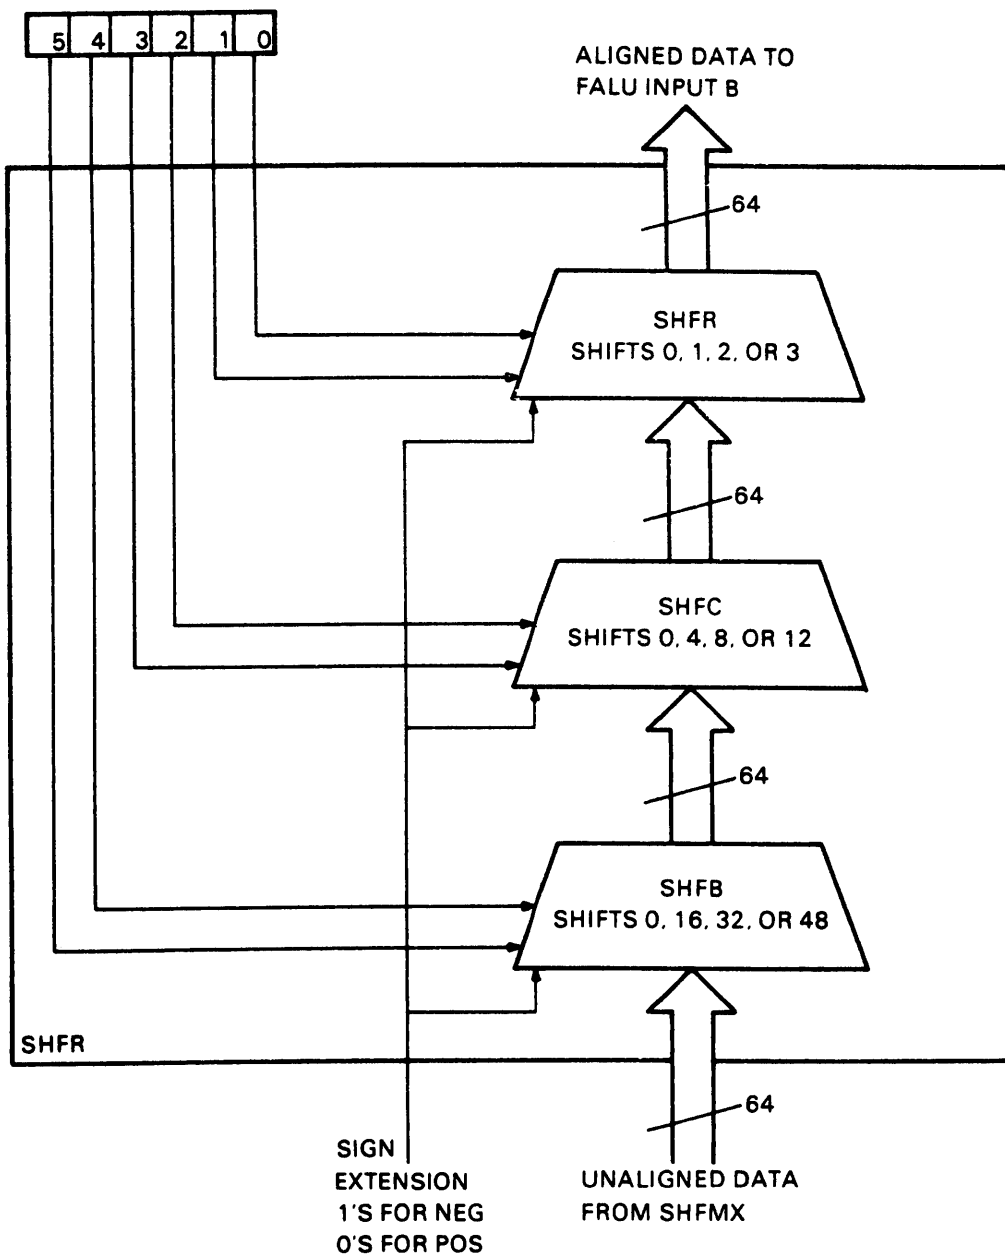 5 4 3 2 1 0
ALIGNED DATA TO
FALU INPUT B
64
SHFR
SHIFTS 0, 1, 2, OR 3
64
SHFC
SHIFTS 0, 4, 8, OR 12
64
SHFB
SHIFTS 0, 16, 32, OR 48
SHFR
64
SIGN
EXTENSION
1'S FOR NEG
0'S FOR POS
UNALIGNED DATA
FROM SHFMX